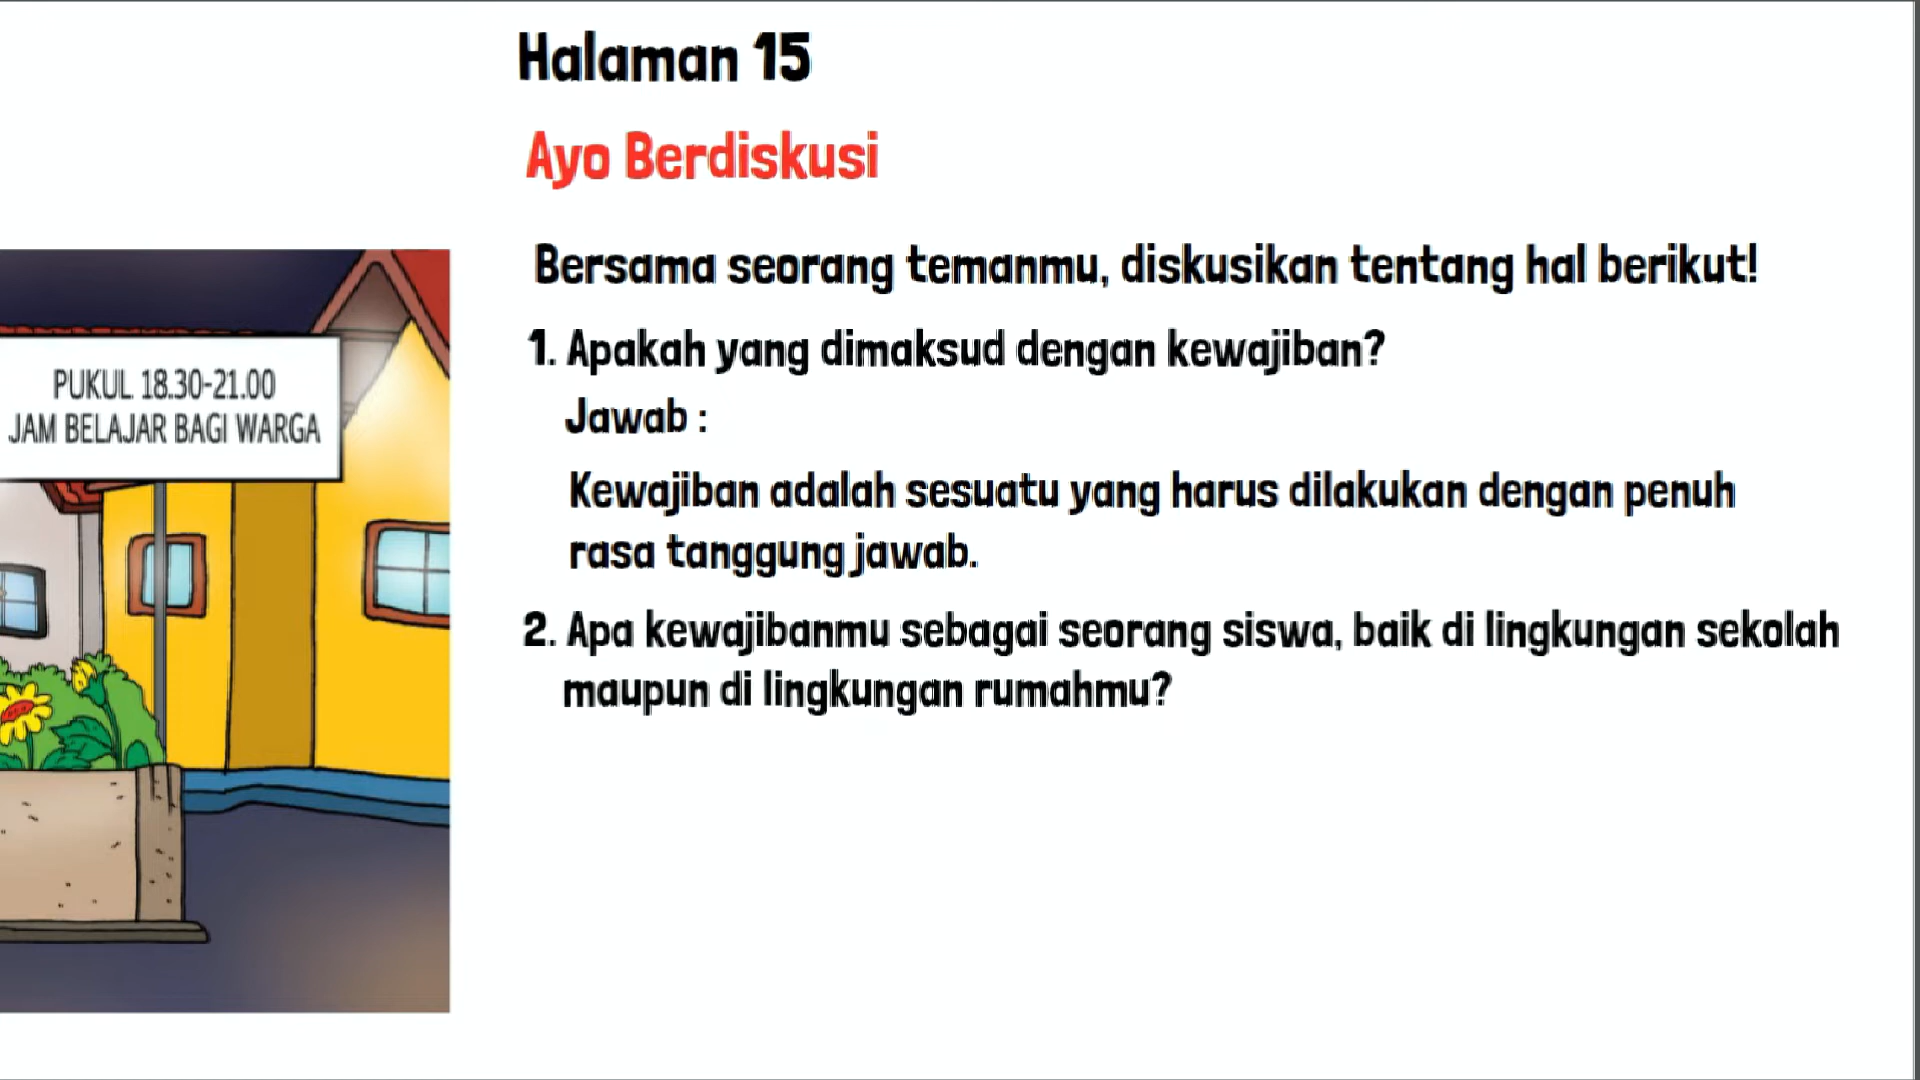 Halaman 15
Ayo Berdiskusi
Bersama seorang temanmu, diskusikan tentang hal berikut!
1. Apakah yang dimaksud dengan kewajiban?
Jawab :
Kewajiban adalah sesuatu yang harus dilakukan dengan penuh
rasa tanggung jawab.
2. Apa kewajibanmu sebagai seorang siswa, baik di lingkungan sekolah
maupun di lingkungan rumahmu?
PUKUL 18.30-21.00
JAM BELAJAR BAGI WARGA